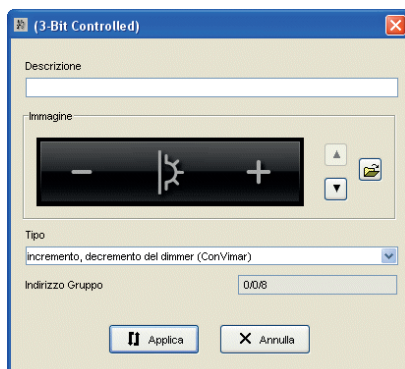 (3-Bit Controlled)
Descrizione
Immagine
Tipo
incremento, decremento del dimmer (ConVimar)
Indirizzo Gruppo 0/0/8
Applica Annulla